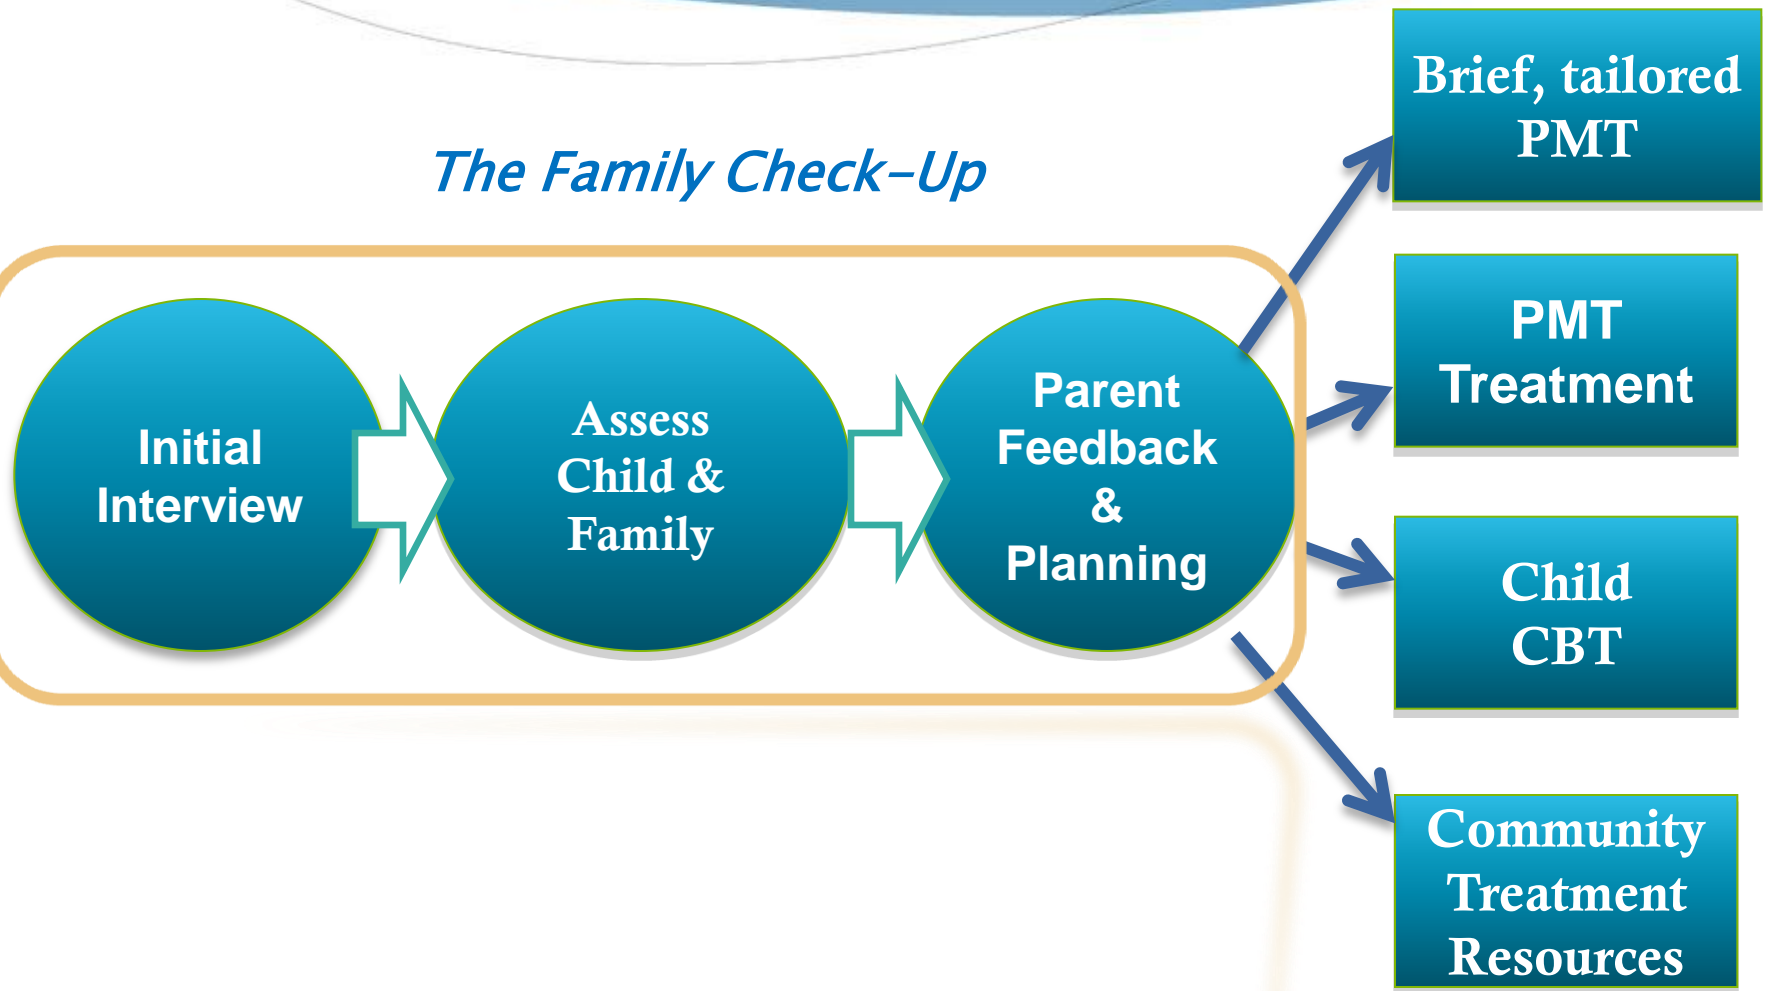 The Family Check-Up
Initial
Interview
Assess
Child &
Family
Parent
Feedback
&
Planning
Brief, tailored
PMT
PMT
Treatment
Child
CBT
Community
Treatment
Resources